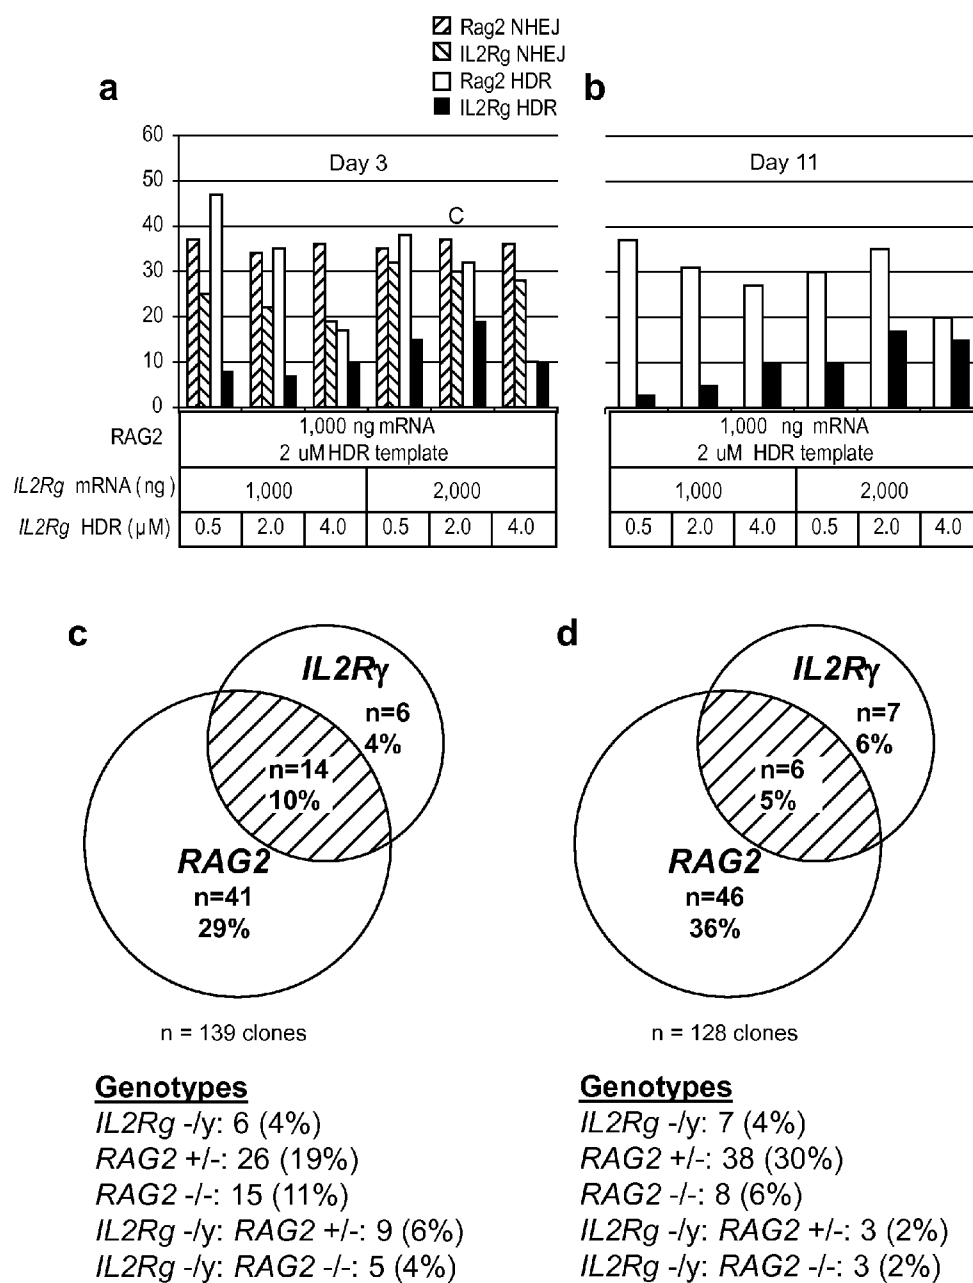 Rag2 NHEJ
IL2Rg NHEJ
Rag2 HDR
IL2Rg HDR
a
b
60
50
40
30
20
10
0
Day 3
C
Day 11
RAG2
1,000 ng mRNA
2 uM HDR template
1,000 ng mRNA
2 uM HDR template
IL2Rg mRNA (ng)
1,000
2,000
1,000
2,000
IL2Rg HDR (µM)
0.5
2.0
4.0
0.5
2.0
4.0
0.5
2.0
4.0
0.5
2.0
4.0
c
IL2Rγ
n=6
4%
n=14
10%
RAG2
n=41
29%
n = 139 clones
Genotypes
IL2Rg -/y: 6 (4%)
RAG2 +/-: 26 (19%)
RAG2 -/-: 15 (11%)
IL2Rg -/y: RAG2 +/-: 9 (6%)
IL2Rg -/y: RAG2 -/-: 5 (4%)
d
IL2Rγ
n=7
6%
n=6
5%
RAG2
n=46
36%
n = 128 clones
Genotypes
IL2Rg -/y: 7 (4%)
RAG2 +/-: 38 (30%)
RAG2 -/-: 8 (6%)
IL2Rg -/y: RAG2 +/-: 3 (2%)
IL2Rg -/y: RAG2 -/-: 3 (2%)